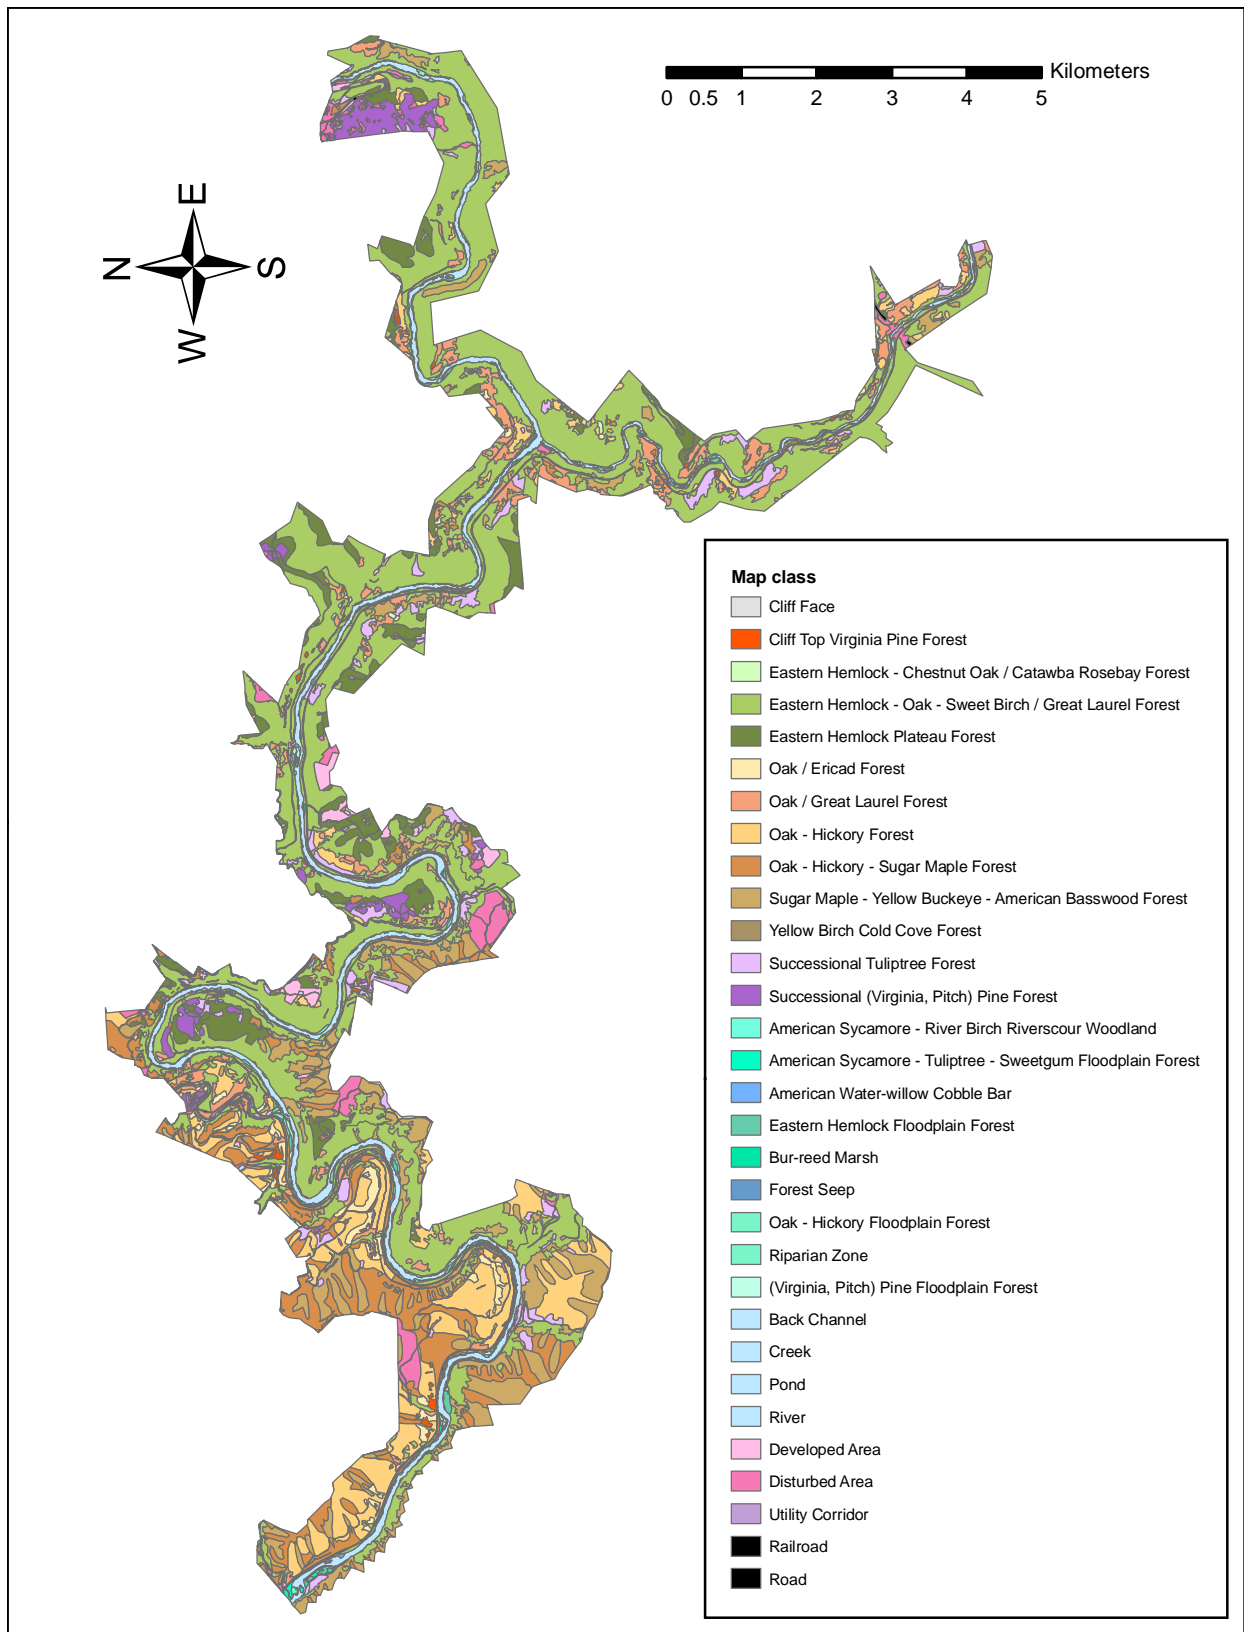 Kilometers
0 0.5 1 2 3 4 5
E
N S
W
Map class
Cliff Face
Cliff Top Virginia Pine Forest
Eastern Hemlock - Chestnut Oak / Catawba Rosebay Forest
Eastern Hemlock - Oak - Sweet Birch / Great Laurel Forest
Eastern Hemlock Plateau Forest
Oak / Ericad Forest
Oak / Great Laurel Forest
Oak - Hickory Forest
Oak - Hickory - Sugar Maple Forest
Sugar Maple - Yellow Buckeye - American Basswood Forest
Yellow Birch Cold Cove Forest
Successional Tuliptree Forest
Successional (Virginia, Pitch) Pine Forest
American Sycamore - River Birch Riverscour Woodland
American Sycamore - Tuliptree - Sweetgum Floodplain Forest
American Water-willow Cobble Bar
Eastern Hemlock Floodplain Forest
Bur-reed Marsh
Forest Seep
Oak - Hickory Floodplain Forest
Riparian Zone
(Virginia, Pitch) Pine Floodplain Forest
Back Channel
Creek
Pond
River
Developed Area
Disturbed Area
Utility Corridor
Railroad
Road